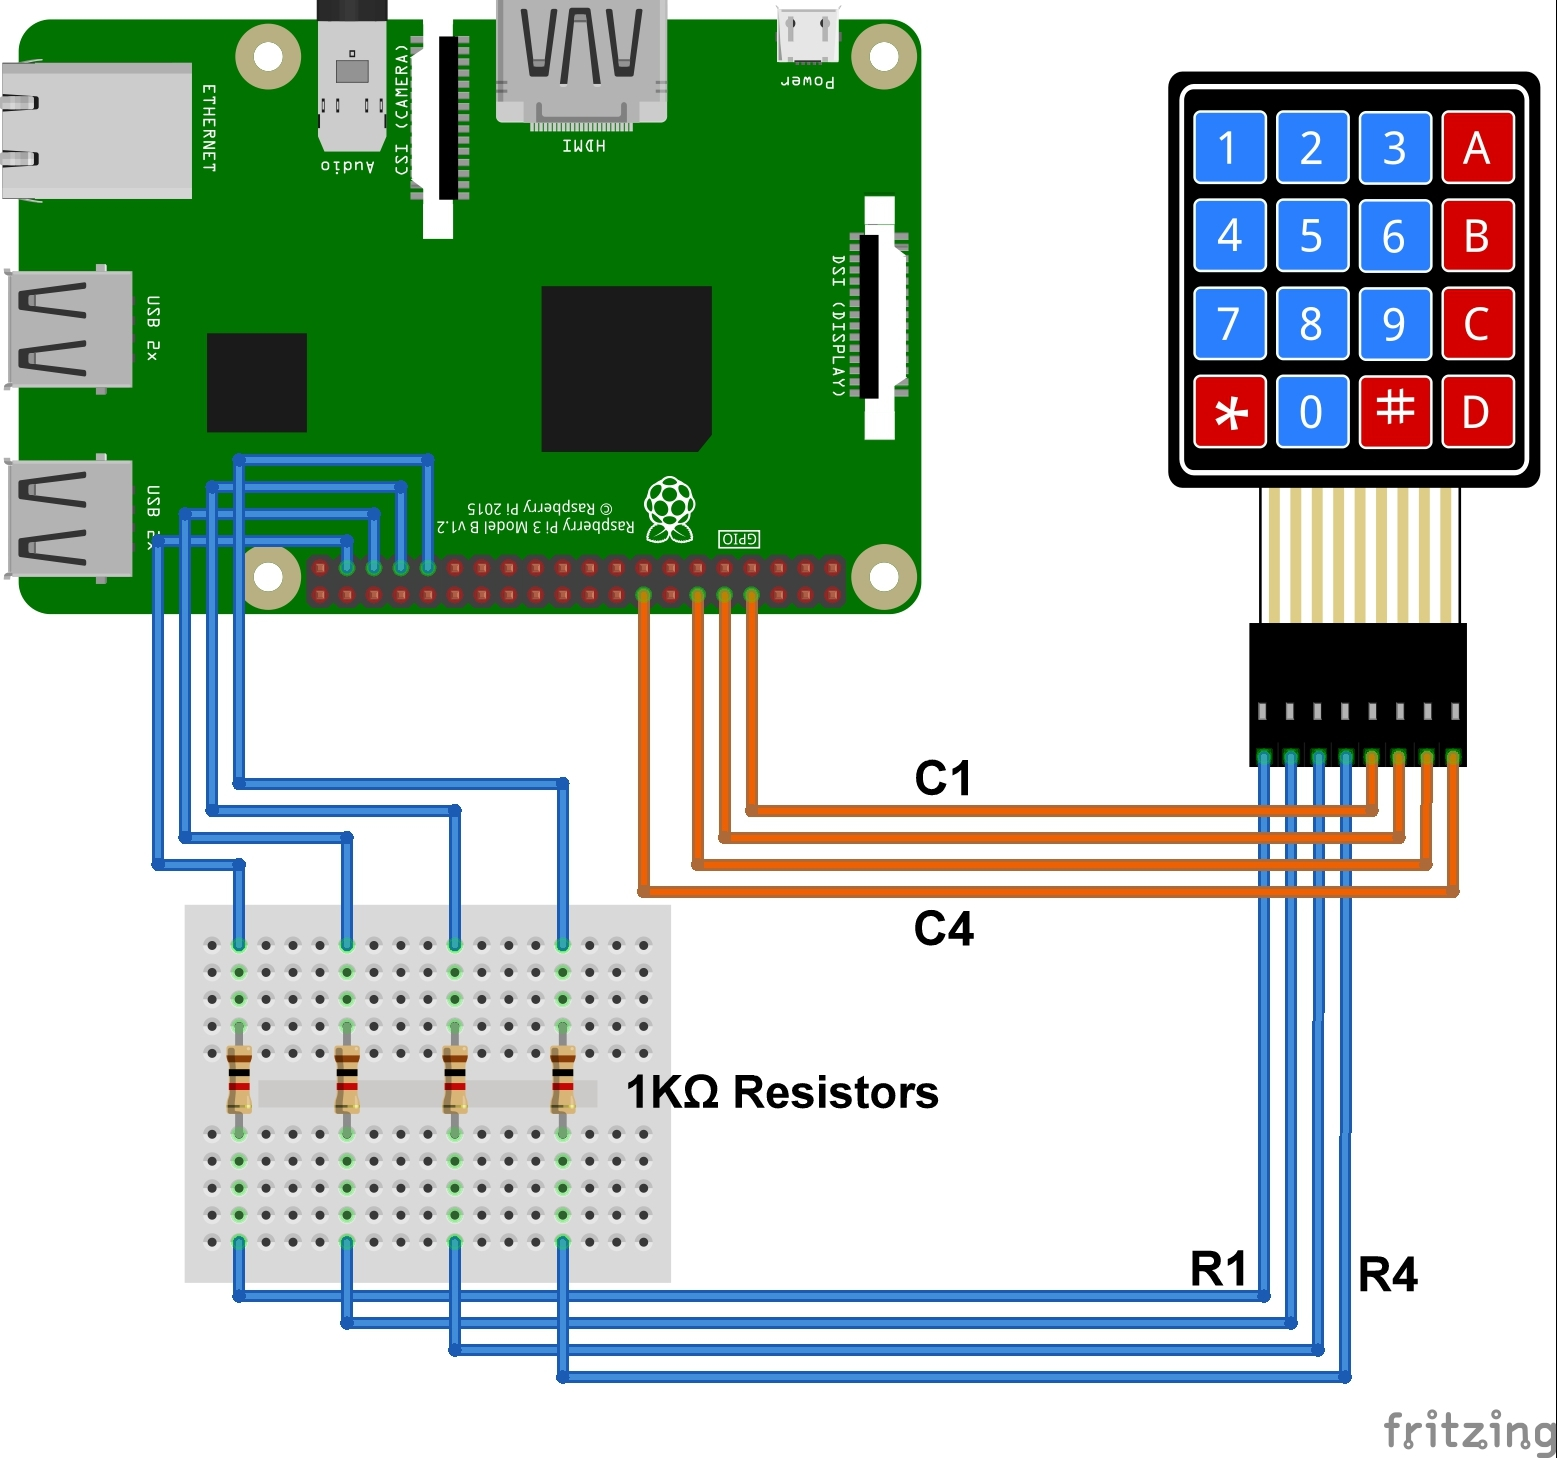 ETHERNET
Audio
CSI (CAMERA)
HDMI
Power
USB 2x
DSI (DISPLAY)
USB 2x
Raspberry Pi 3 Model B v1.2
© Raspberry Pi 2015
GPIO
1 2 3 A
4 5 6 B
7 8 9 C
* 0 # D
C1
C4
1KΩ Resistors
R1
R4
fritzing